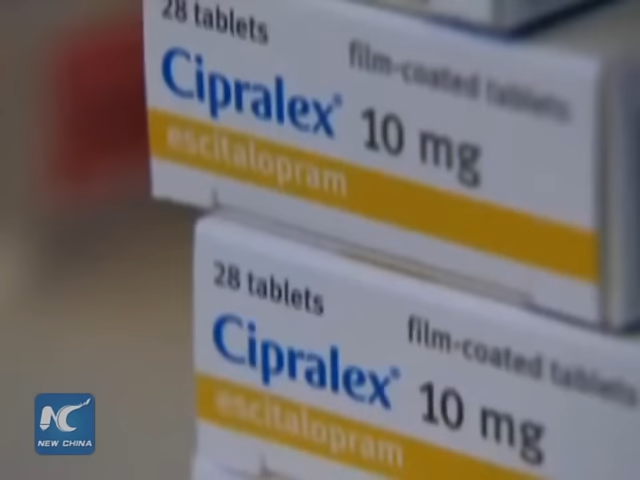 28 tablets
film-coated tablets
Cipralex® 10 mg
escitalopram
28 tablets
film-coated tablets
Cipralex® 10 mg
escitalopram
NC
NEW CHINA